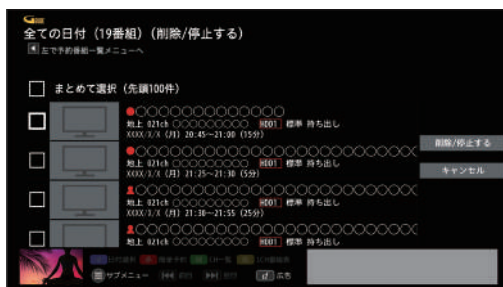 全ての日付（19番組）(削除/停止する)
左で予約番組一覧メニューへ
まとめて選択（先頭100件）
●○○○○○○○○○○○○○○
地上 021ch ○○○○○○○○○ HDD1 標準 持ち出し
XXXX/X/X (月) 20:45～21:00 (15分)
●○○○○○○○○○○○○○○○○○○○○○○○
地上 021ch ○○○○○○○○○ HDD1 標準 持ち出し
XXXX/X/X (月) 21:25～21:30 (5分)
○○○○○○○○○○○○○○○○○○○○○○○
地上 021ch ○○○○○○○○○ HDD1 標準 持ち出し
XXXX/X/X (月) 21:30～21:55 (25分)
○○○○○○○○○○○○○○○○○○○○○○○
地上 021ch ○○○○○○○○○ HDD1 標準 持ち出し
削除/停止する
キャンセル
サブメニュー
広告